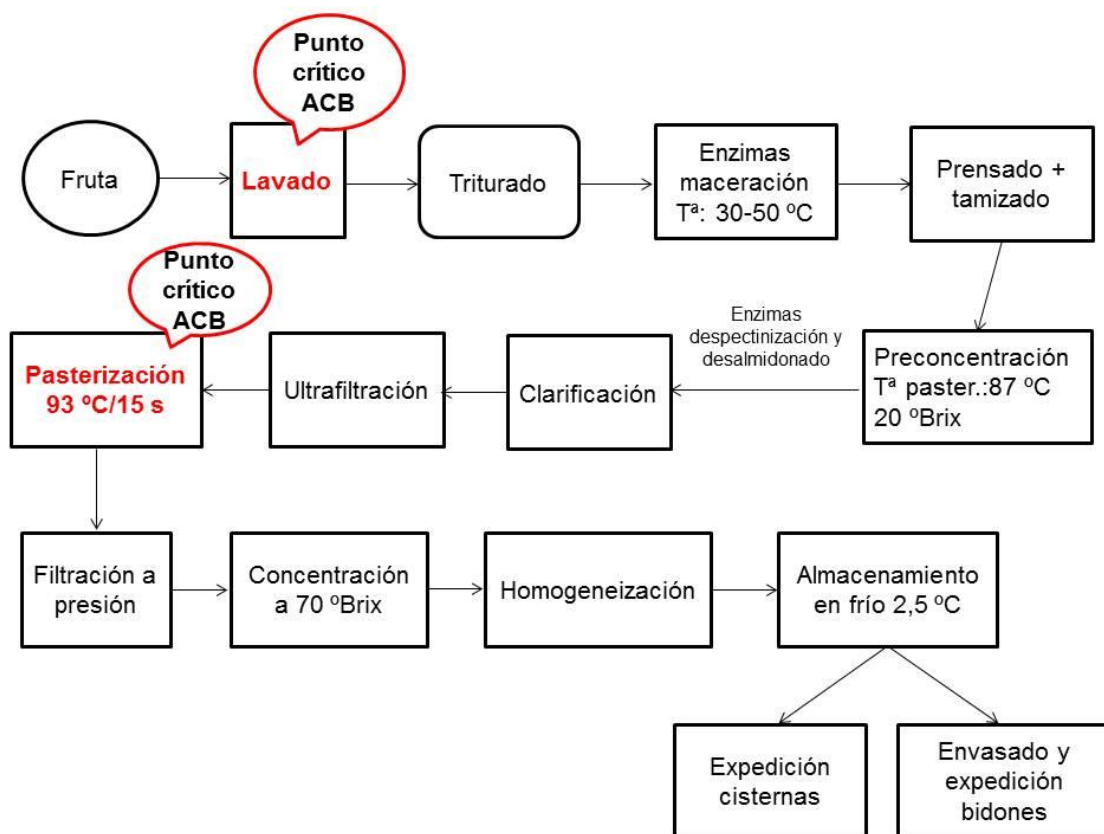 Punto
crítico
ACB
Fruta
Lavado
Triturado
Enzimas
maceración
Tª: 30-50 ºC
Prensado +
tamizado
Punto
crítico
ACB
Pasterización
93 ºC/15 s
Ultrafiltración
Clarificación
Enzimas
despectinización y
desalmidonado
Preconcentración
Tª paster.:87 ºC
20 ºBrix
Filtración a
presión
Concentración
a 70 ºBrix
Homogeneización
Almacenamiento
en frío 2,5 ºC
Expedición
cisternas
Envasado y
expedición
bidones